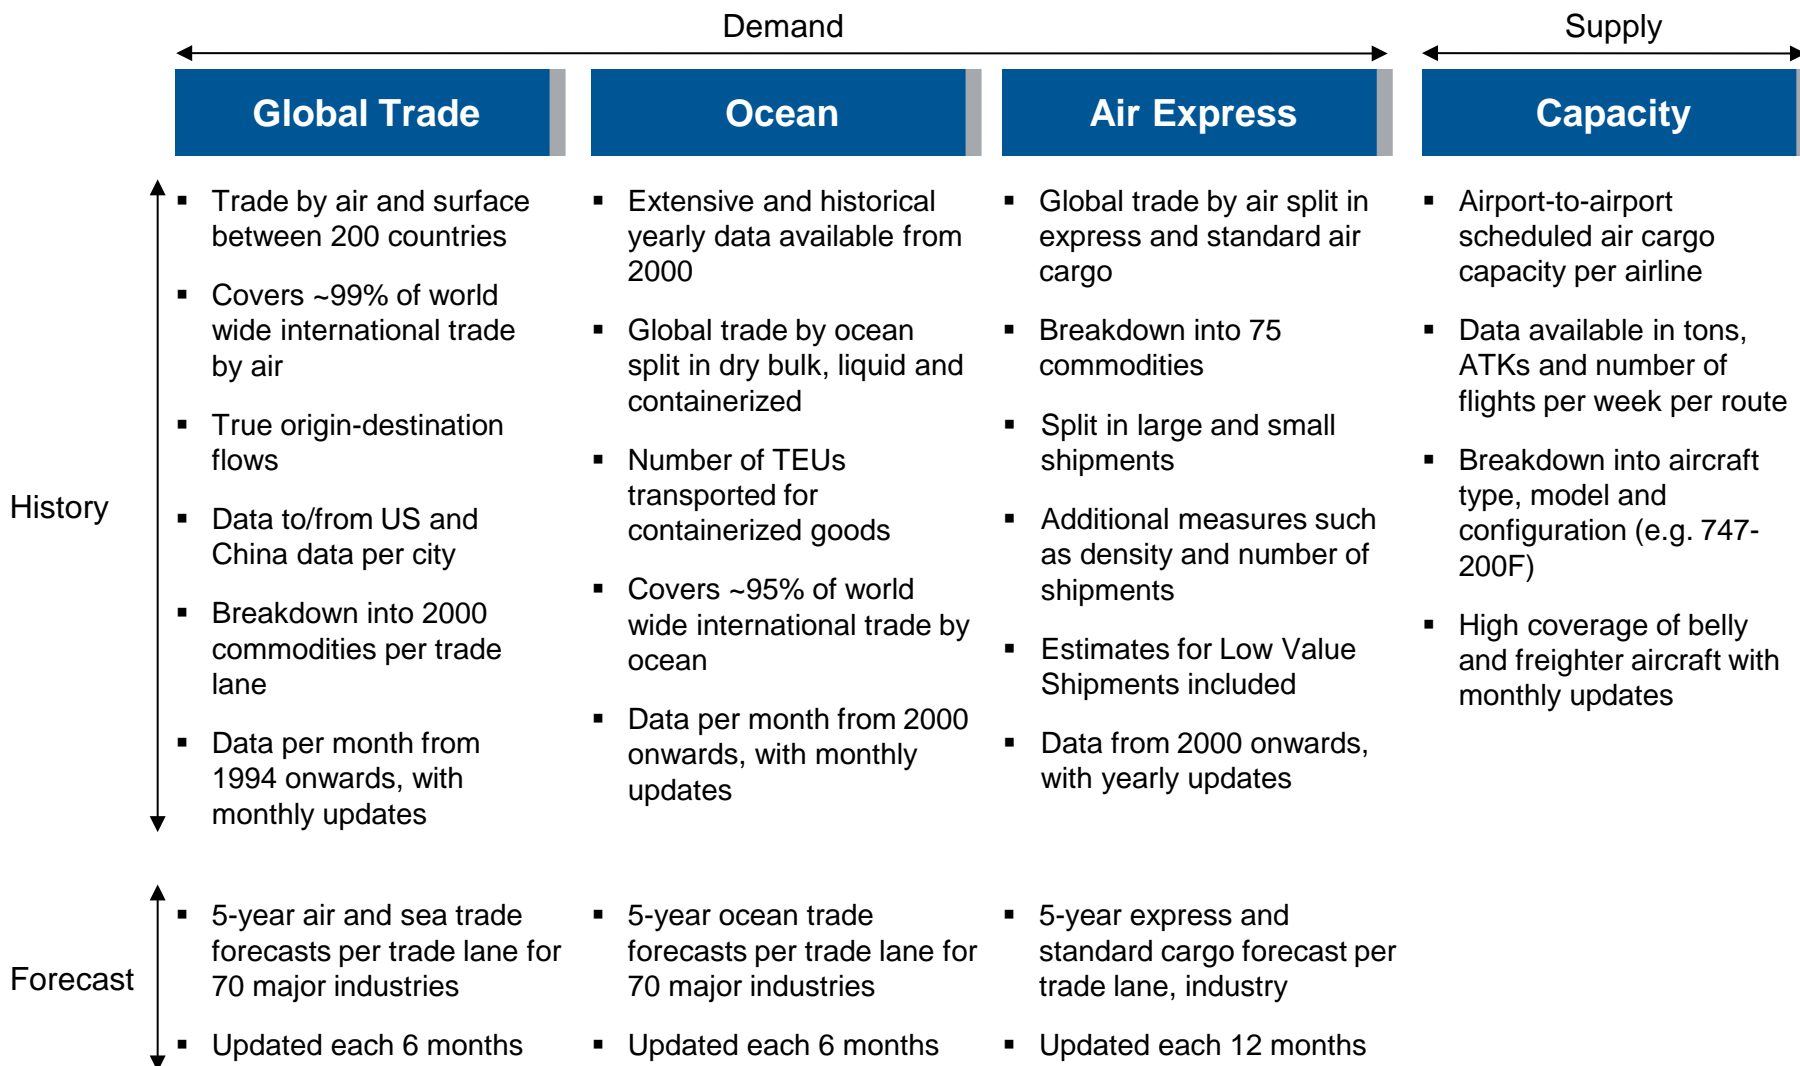 Demand
Supply
Global Trade
Ocean
Air Express
Capacity
History
▪ Trade by air and surface
between 200 countries
▪ Covers ~99% of world
wide international trade
by air
▪ True origin-destination
flows
▪ Data to/from US and
China data per city
▪ Breakdown into 2000
commodities per trade
lane
▪ Data per month from
1994 onwards, with
monthly updates
▪ Extensive and historical
yearly data available from
2000
▪ Global trade by ocean
split in dry bulk, liquid and
containerized
▪ Number of TEUs
transported for
containerized goods
▪ Covers ~95% of world
wide international trade by
ocean
▪ Data per month from 2000
onwards, with monthly
updates
▪ Global trade by air split in
express and standard air
cargo
▪ Breakdown into 75
commodities
▪ Split in large and small
shipments
▪ Additional measures such
as density and number of
shipments
▪ Estimates for Low Value
Shipments included
▪ Data from 2000 onwards,
with yearly updates
▪ Airport-to-airport
scheduled air cargo
capacity per airline
▪ Data available in tons,
ATKs and number of
flights per week per route
▪ Breakdown into aircraft
type, model and
configuration (e.g. 747-
200F)
▪ High coverage of belly
and freighter aircraft with
monthly updates
Forecast
▪ 5-year air and sea trade
forecasts per trade lane for
70 major industries
▪ Updated each 6 months
▪ 5-year ocean trade
forecasts per trade lane for
70 major industries
▪ Updated each 6 months
▪ 5-year express and
standard cargo forecast per
trade lane, industry
▪ Updated each 12 months